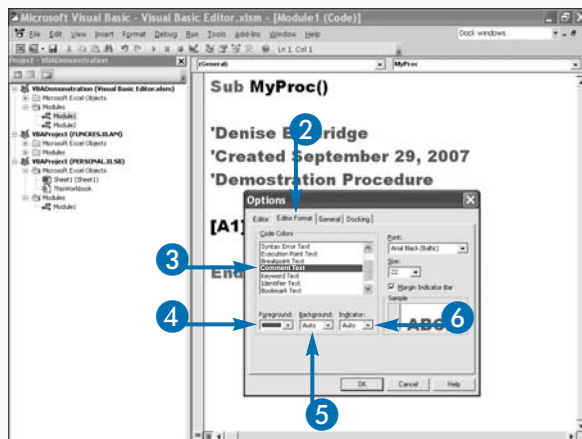 Microsoft Visual Basic - Visual Basic Editor.xlsm - [Module1 (Code)]
File Edit View Insert Format Debug Run Tools Add-Ins Window Help
Dock windows
Ln 1, Col 1
Project - VBADemonstration
VBADemonstration (Visual Basic Editor.xlsm)
Microsoft Excel Objects
Modules
Module1
Module2
VBAProject (FUNCRES.XLAM)
Microsoft Excel Objects
Modules
VBAProject (PERSONAL.XLSB)
Microsoft Excel Objects
Sheet1 (Sheet1)
ThisWorkbook
Modules
Module1
(General)
MyProc
Sub MyProc()
'Denise
'Created September 29, 2007
'Demostration Procedure
[A1]
End
2
Options
Editor
Editor Format
General
Docking
Code Colors
Syntax Error Text
Execution Point Text
Breakpoint Text
Comment Text
Keyword Text
Identifier Text
Bookmark Text
3
Foreground:
Background:
Indicator:
Auto
Auto
4
5
6
Font:
Arial Black (Baltic)
Size:
22
Margin Indicator Bar
Sample
ABC
OK
Cancel
Help